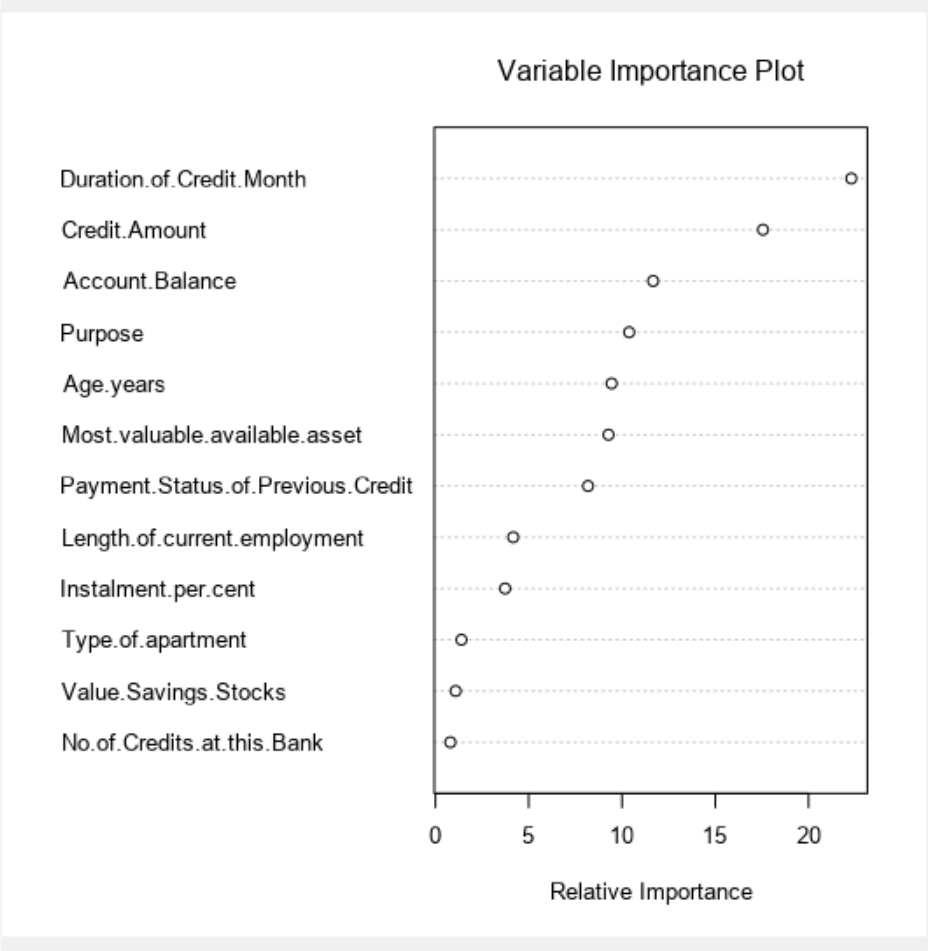 Variable Importance Plot
Duration.of.Credit.Month
Credit.Amount
Account.Balance
Purpose
Age.years
Most.valuable.available.asset
Payment.Status.of.Previous.Credit
Length.of.current.employment
Instalment.per.cent
Type.of.apartment
Value.Savings.Stocks
No.of.Credits.at.this.Bank
0 5 10 15 20
Relative Importance